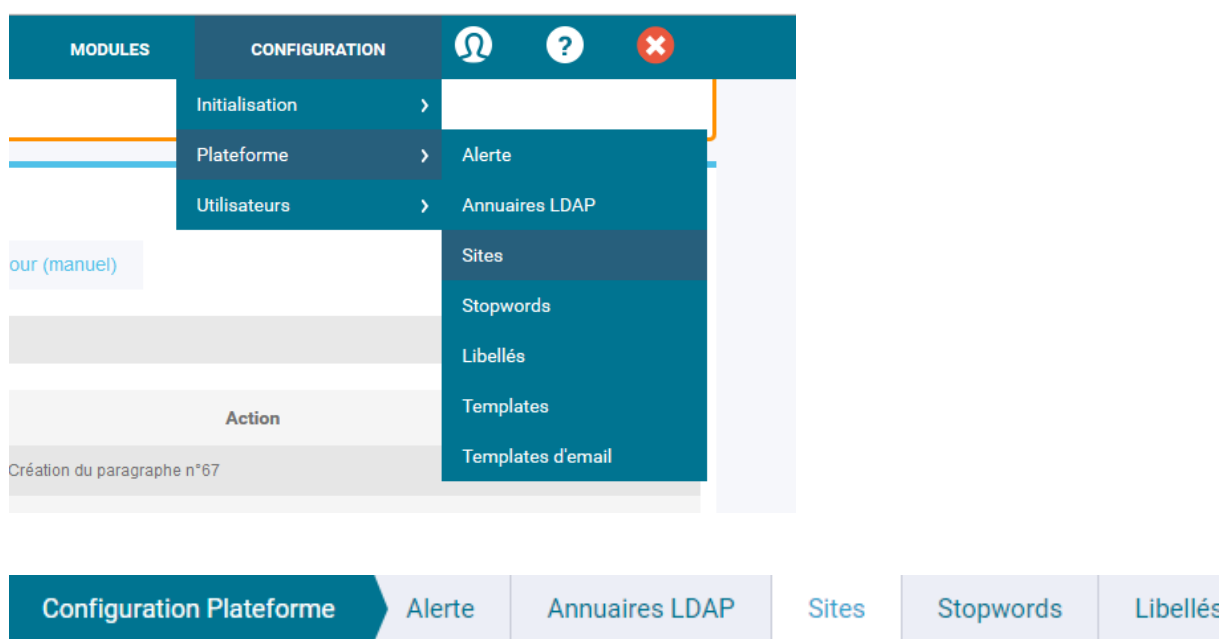 MODULES CONFIGURATION ?
Initialisation
Plateforme Alerte
Utilisateurs Annuaires LDAP
our (manuel) Sites
Stopwords
Libellés
Action Templates
Création du paragraphe n°67 Templates d'email
Configuration Plateforme Alerte Annuaires LDAP Sites Stopwords Libellés